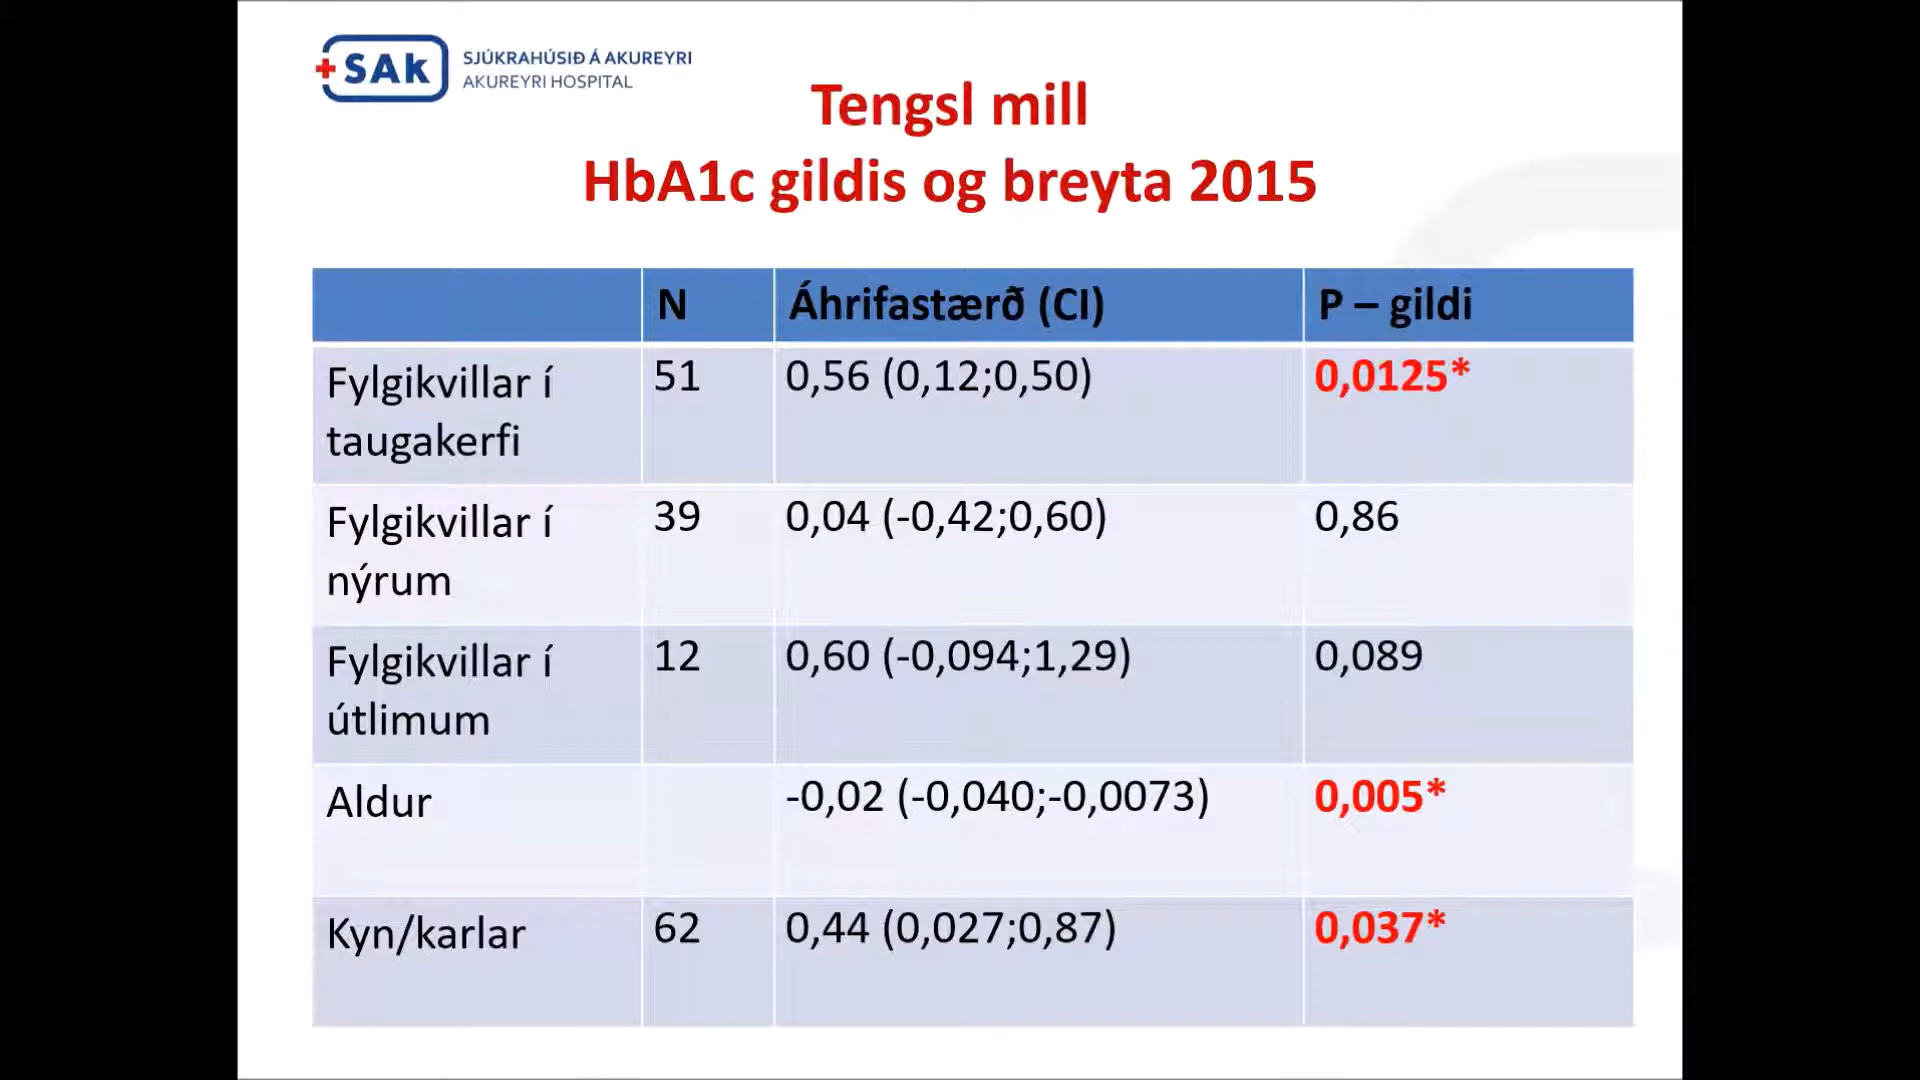 SAk
SJÚKRAHÚSIÐ Á AKUREYRI
AKUREYRI HOSPITAL
Tengsl mill
HbA1c gildis og breyta 2015
N Áhrifastærð (CI) P – gildi
Fylgikvillar í
taugakerfi
51 0,56 (0,12;0,50) 0,0125*
Fylgikvillar í
nýrum
39 0,04 (-0,42;0,60) 0,86
Fylgikvillar í
útlimum
12 0,60 (-0,094;1,29) 0,089
Aldur -0,02 (-0,040;-0,0073) 0,005*
Kyn/karlar 62 0,44 (0,027;0,87) 0,037*